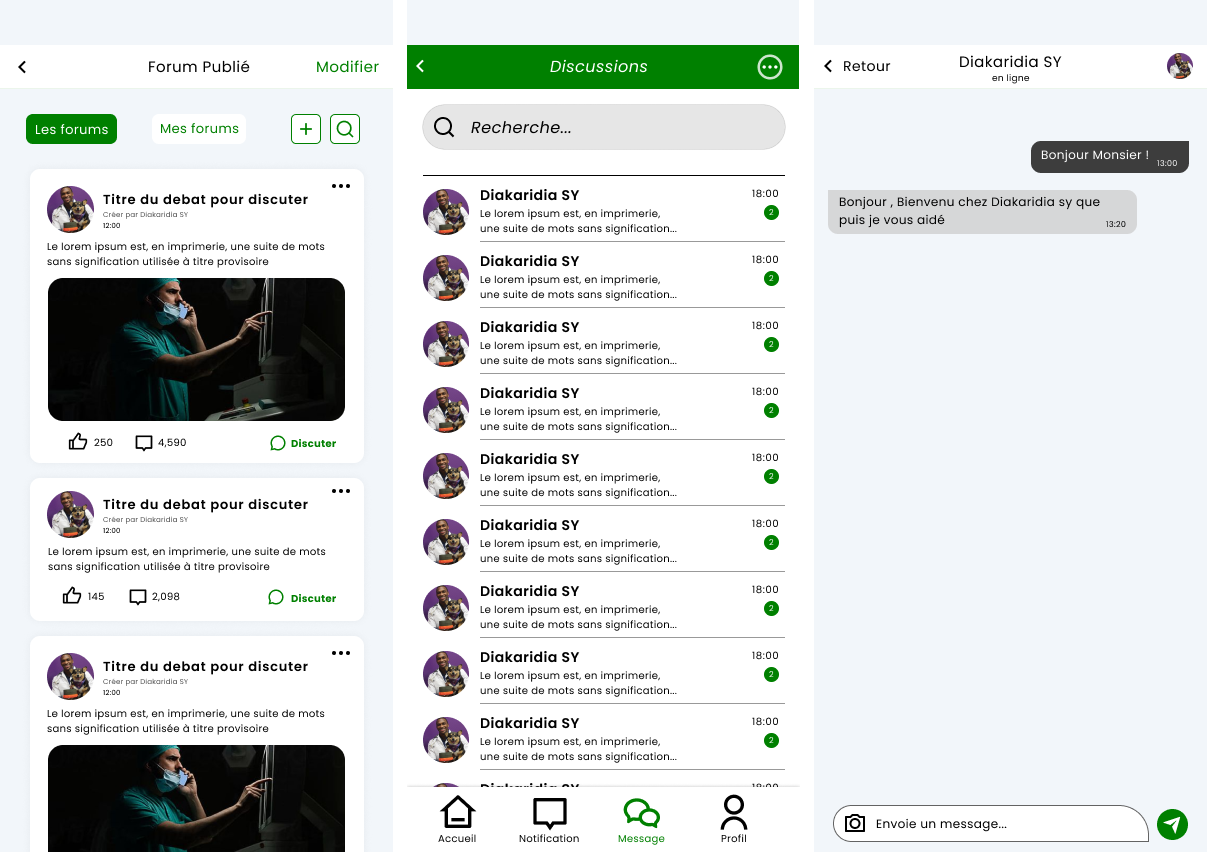 Forum Publié
Modifier
Les forums
Mes forums
Titre du debat pour discuter
Créer par Diakaridia SY
12:00
Le lorem ipsum est, en imprimerie, une suite de mots
sans signification utilisée à titre provisoire
250
4,590
Discuter
Titre du debat pour discuter
Créer par Diakaridia SY
12:00
Le lorem ipsum est, en imprimerie, une suite de mots
sans signification utilisée à titre provisoire
145
2,098
Discuter
Titre du debat pour discuter
Créer par Diakaridia SY
12:00
Le lorem ipsum est, en imprimerie, une suite de mots
sans signification utilisée à titre provisoire
Discussions
Recherche...
Diakaridia SY
18:00
Le lorem ipsum est, en imprimerie,
2
une suite de mots sans signification...
Diakaridia SY
18:00
Le lorem ipsum est, en imprimerie,
2
une suite de mots sans signification...
Diakaridia SY
18:00
Le lorem ipsum est, en imprimerie,
2
une suite de mots sans signification...
Diakaridia SY
18:00
Le lorem ipsum est, en imprimerie,
2
une suite de mots sans signification...
Diakaridia SY
18:00
Le lorem ipsum est, en imprimerie,
2
une suite de mots sans signification...
Diakaridia SY
18:00
Le lorem ipsum est, en imprimerie,
2
une suite de mots sans signification...
Diakaridia SY
18:00
Le lorem ipsum est, en imprimerie,
2
une suite de mots sans signification...
Diakaridia SY
18:00
Le lorem ipsum est, en imprimerie,
2
une suite de mots sans signification...
Diakaridia SY
18:00
Le lorem ipsum est, en imprimerie,
2
une suite de mots sans signification...
Diakaridia SY
18:00
Accueil
Notification
Message
Profil
Retour
Diakaridia SY
en ligne
Bonjour Monsier !
13:00
Bonjour , Bienvenu chez Diakaridia sy que
puis je vous aidé
13:20
Envoie un message...